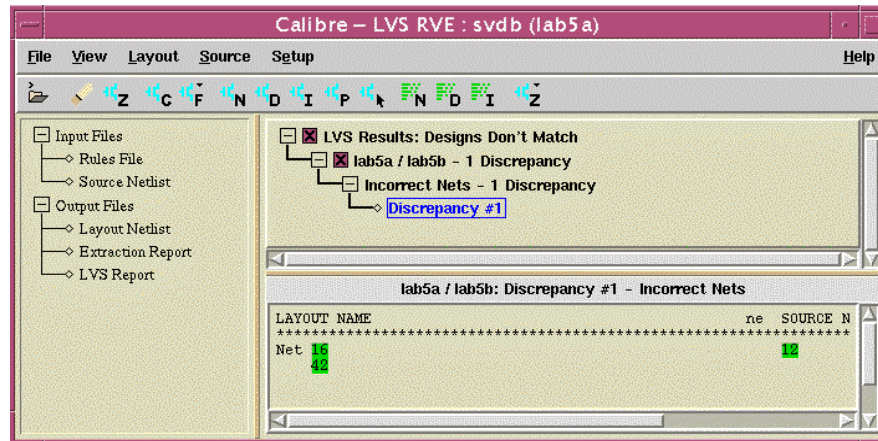 Calibre – LVS RVE : svdb (lab5a)
File View Layout Source Setup Help
Z C F N D I P N D I Z
Input Files
Rules File
Source Netlist
Output Files
Layout Netlist
Extraction Report
LVS Report
LVS Results: Designs Don't Match
lab5a / lab5b - 1 Discrepancy
Incorrect Nets - 1 Discrepancy
Discrepancy #1
lab5a / lab5b: Discrepancy #1 - Incorrect Nets
LAYOUT NAME ne SOURCE N
**************************************************************************
Net 16 12
42